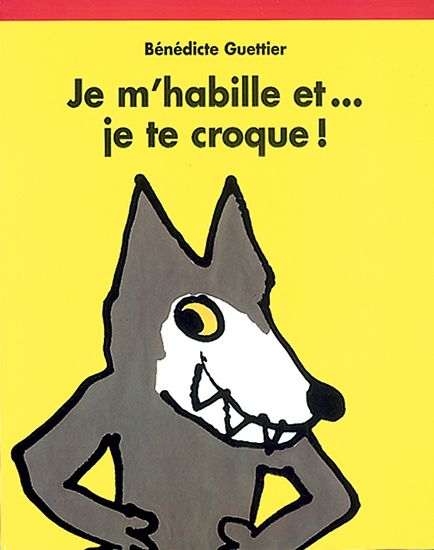 Bénédicte Guettier
Je m'habille et...
je te croque !